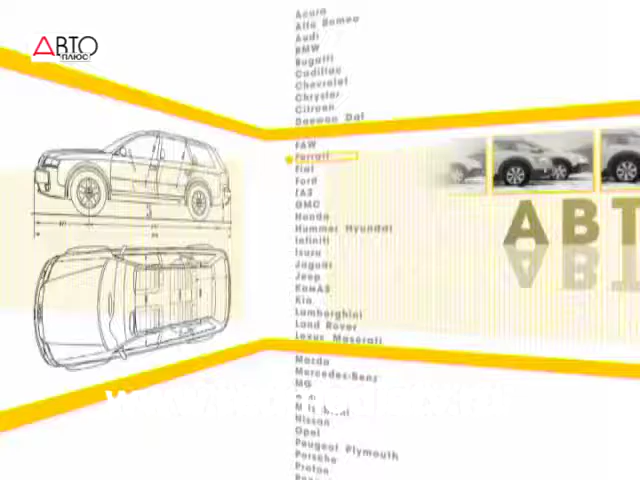 АВТО
ПЛЮС
Acura
Alfa Romeo
Audi
BMW
Bugatti
Cadillac
Chevrolet
Chrysler
Citroen
Daewoo Daf
FAW
Ferrari
Fiat
Ford
ГАЗ
GMC
Honda
Hummer Hyundai
Infiniti
Isuzu
Jaguar
Jeep
КамАЗ
Kia
Lamborghini
Land Rover
Lexus Maserati
Mazda
Mercedes-Benz
MG
Nissan
Opel
Peugeot Plymouth
Porsche
Proton
АВТ